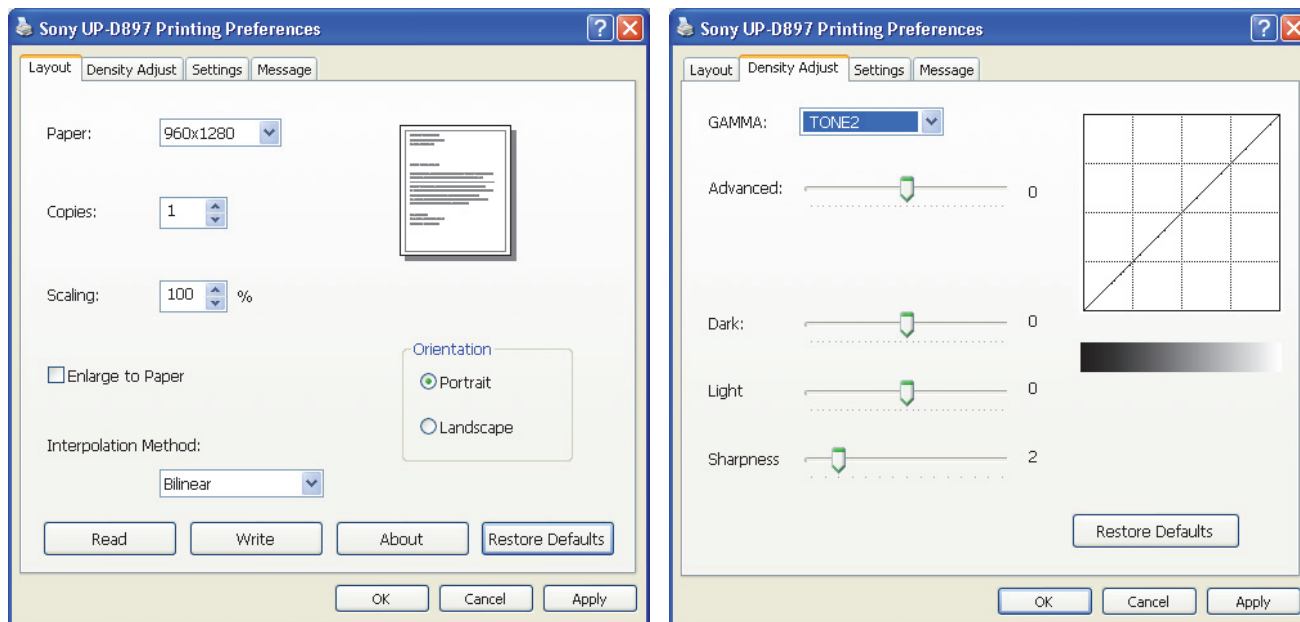 Sony UP-D897 Printing Preferences
Layout Density Adjust Settings Message
Paper: 960x1280
Copies: 1
Scaling: 100 %
Enlarge to Paper
Orientation
Portrait
Landscape
Interpolation Method:
Bilinear
Read Write About Restore Defaults
OK Cancel Apply
Sony UP-D897 Printing Preferences
Layout Density Adjust Settings Message
GAMMA: TONE2
Advanced: 0
Dark: 0
Light 0
Sharpness 2
Restore Defaults
OK Cancel Apply